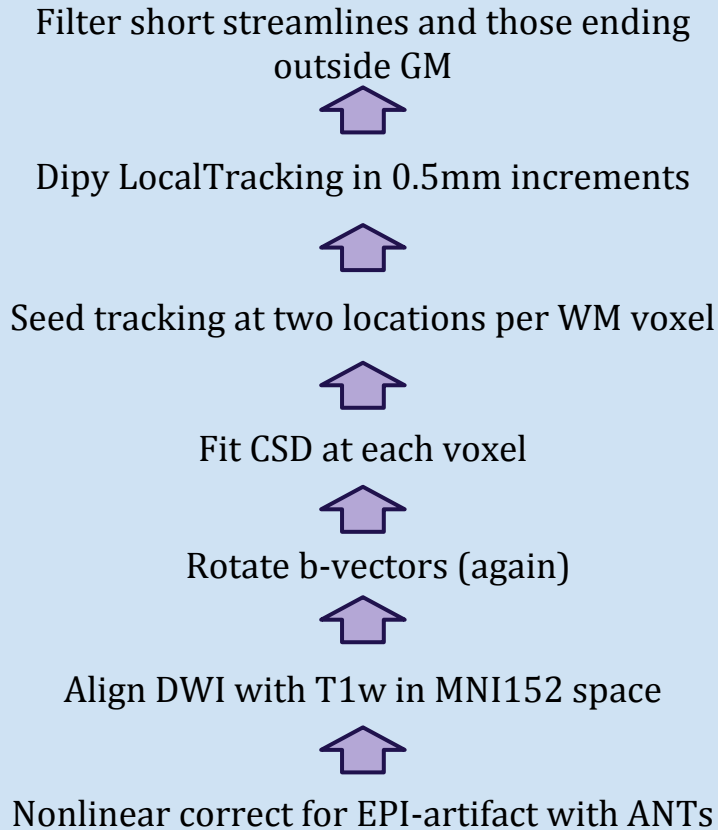 Filter short streamlines and those ending
outside GM
Dipy LocalTracking in 0.5mm increments
Seed tracking at two locations per WM voxel
Fit CSD at each voxel
Rotate b-vectors (again)
Align DWI with T1w in MNI152 space
Nonlinear correct for EPI-artifact with ANTs